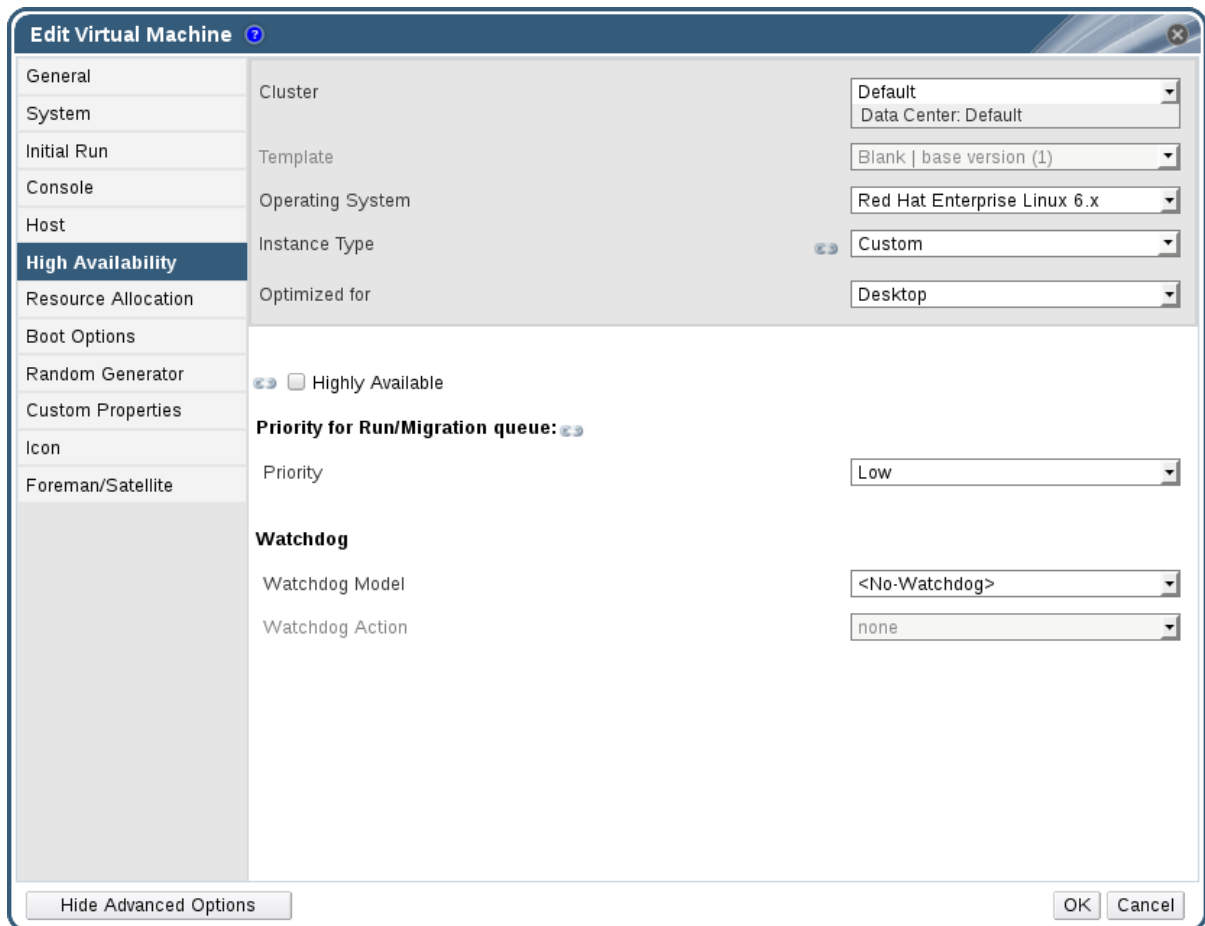 Edit Virtual Machine ?
General
System
Initial Run
Console
Host
High Availability
Resource Allocation
Boot Options
Random Generator
Custom Properties
Icon
Foreman/Satellite
Cluster Default
Data Center: Default
Template Blank | base version (1)
Operating System Red Hat Enterprise Linux 6.x
Instance Type Custom
Optimized for Desktop
Highly Available
Priority for Run/Migration queue:
Priority Low
Watchdog
Watchdog Model <No-Watchdog>
Watchdog Action none
Hide Advanced Options OK Cancel